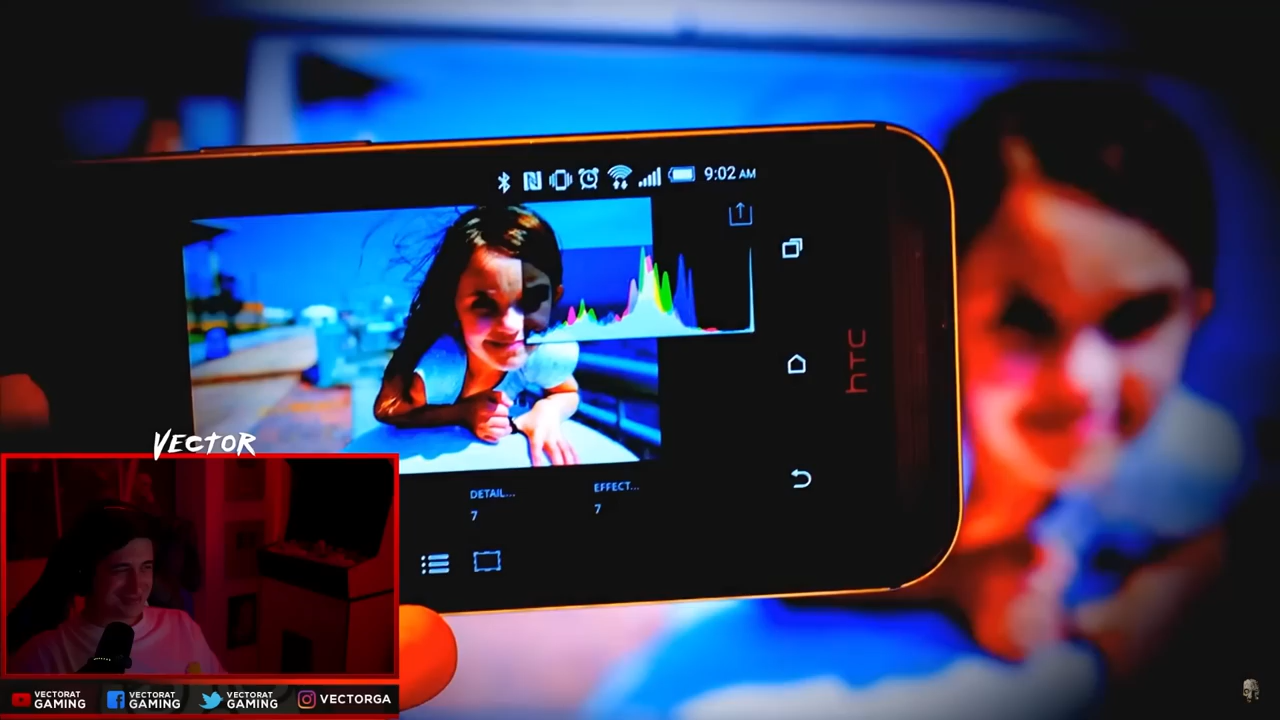 9:02 AM
htc
DETAIL...
EFFECT...
7
7
VECTOR
VECTORAT GAMING
VECTORAT GAMING
VECTORAT GAMING
VECTORGA